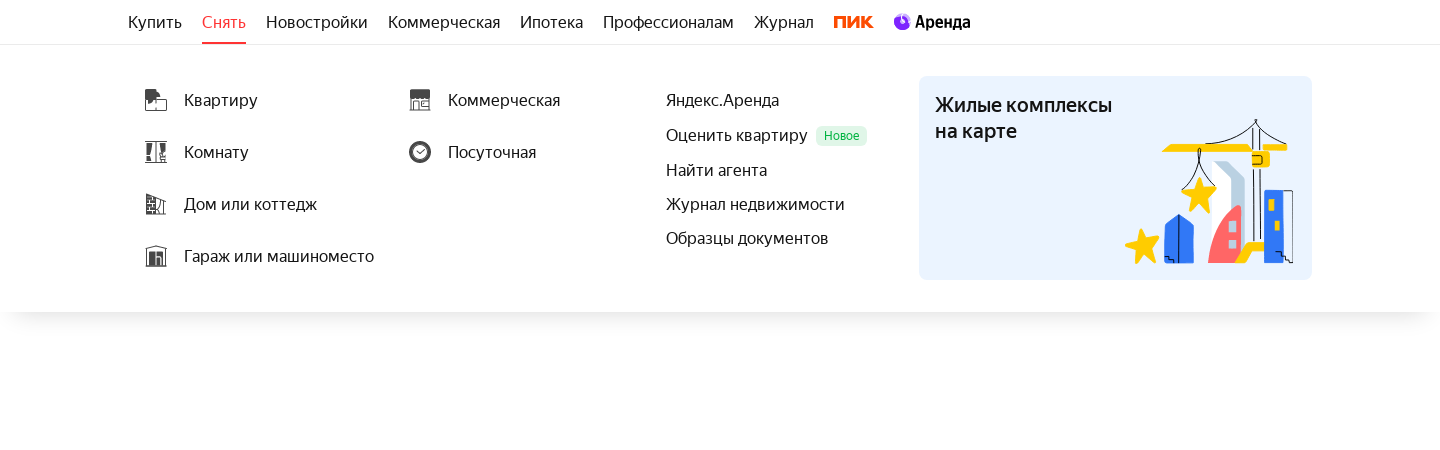 Купить Снять Новостройки Коммерческая Ипотека Профессионалам Журнал ПИК Аренда
Квартиру
Комнату
Дом или коттедж
Гараж или машиноместо
Коммерческая
Посуточная
Яндекс.Аренда
Оценить квартиру Новое
Найти агента
Журнал недвижимости
Образцы документов
Жилые комплексы
на карте